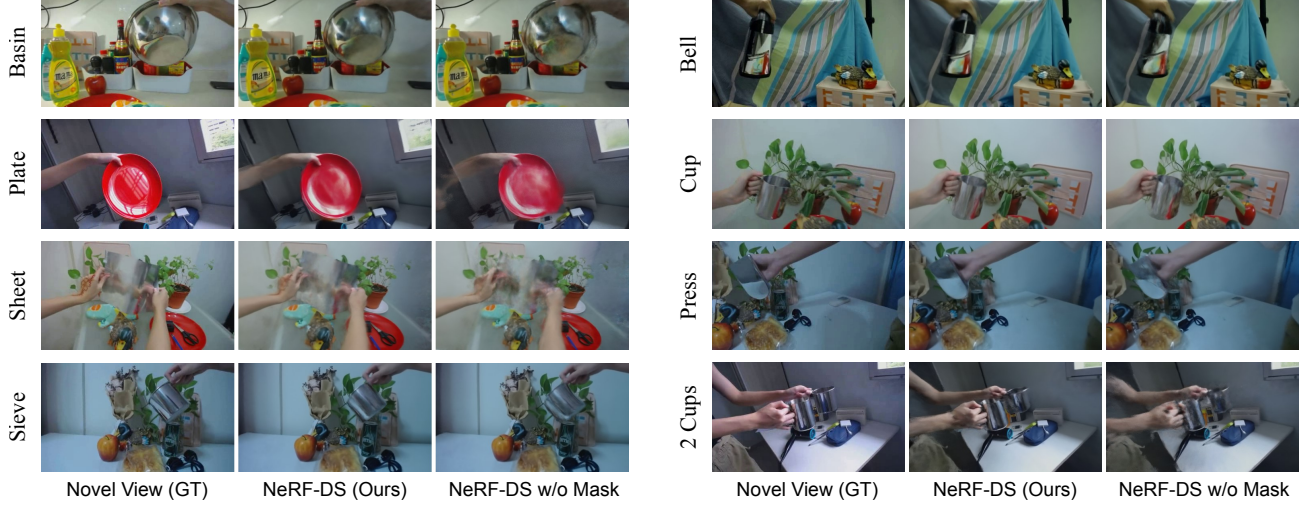 Basin
Plate
Sheet
Sieve
Novel View (GT)
NeRF-DS (Ours)
NeRF-DS w/o Mask
Bell
Cup
Press
2 Cups
Novel View (GT)
NeRF-DS (Ours)
NeRF-DS w/o Mask